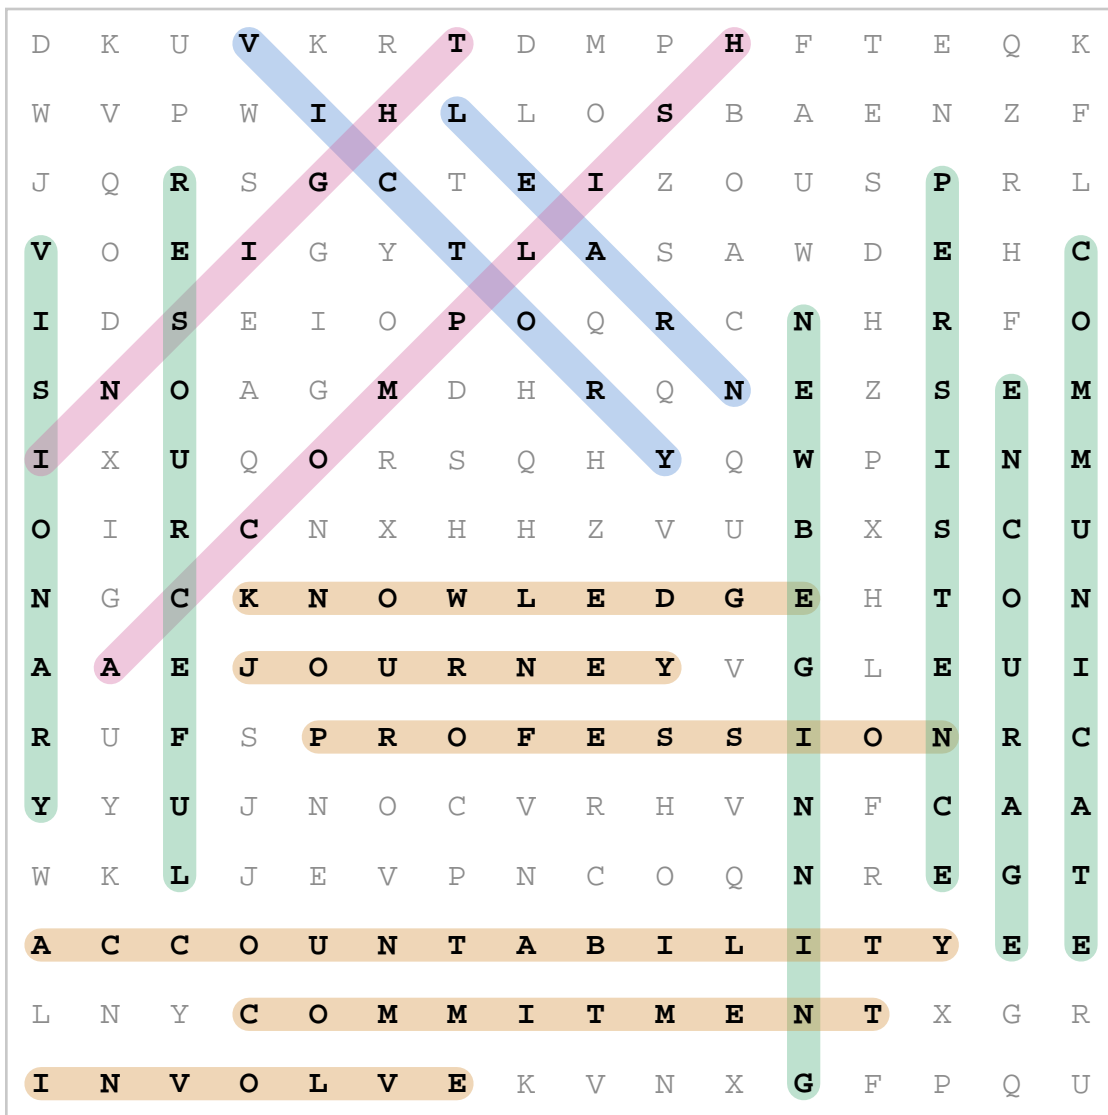 D K U V K R T D M P H F T E Q K
W V P W I H L L O S B A E N Z F
J Q R S G C T E I Z O U S P R L
V O E I G Y T L A S A W D E H C
I D S E I O P O Q R C N H R F O
S N O A G M D H R Q N E Z S E M
I X U Q O R S Q H Y Q W P I N M
O I R C N X H H Z V U B X S C U
N G C K N O W L E D G E H T O N
A A E J O U R N E Y V G L E U I
R U F S P R O F E S S I O N R C
Y Y U J N O C V R H V N F C A A
W K L J E V P N C O Q N R E G T
A C C O U N T A B I L I T Y E E
L N Y C O M M I T M E N T X G R
I N V O L V E K V N X G F P Q U